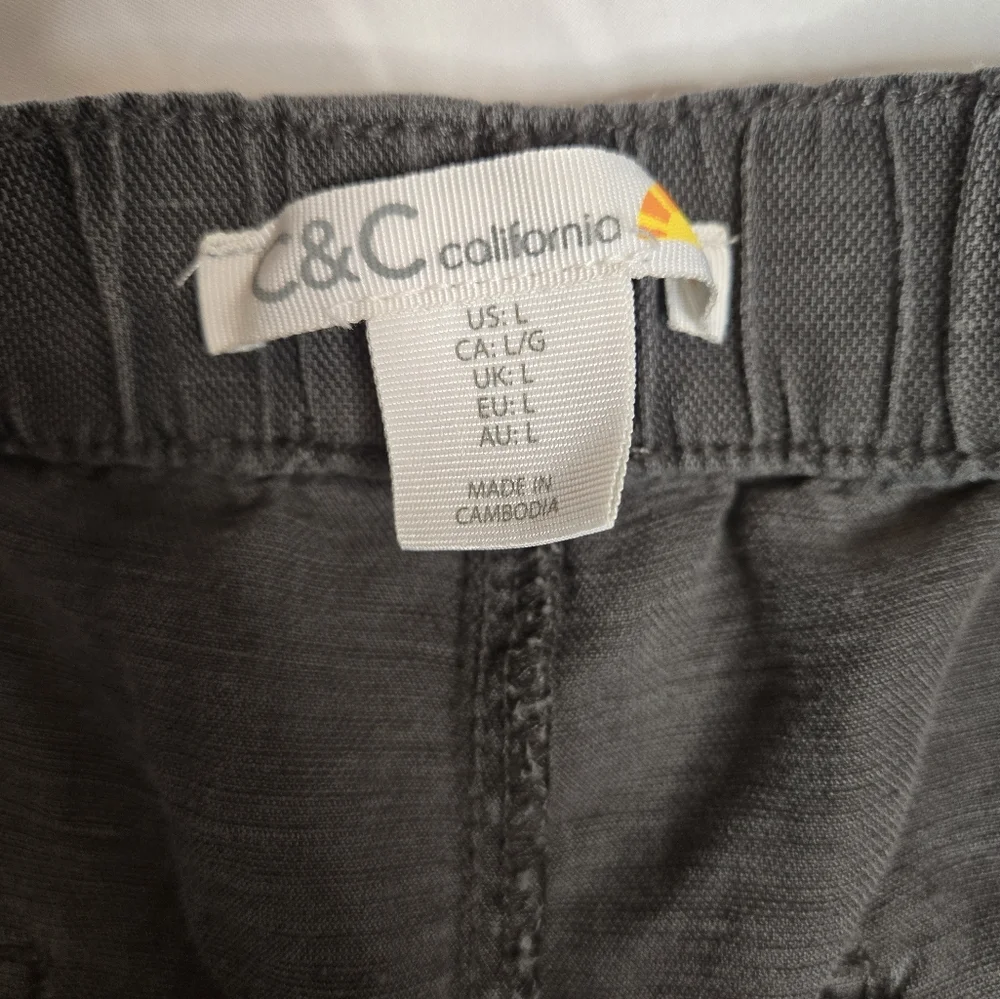 C&C california
US: L
CA: L/G
UK: L
EU: L
AU: L
MADE IN
CAMBODIA